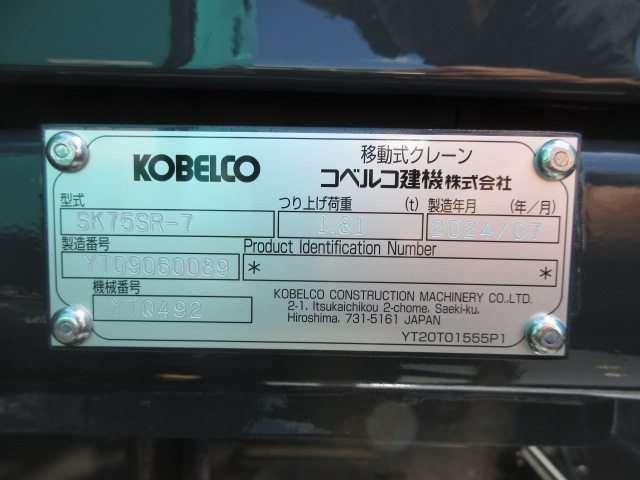 KOBELCO
移動式クレーン
コベルコ建機株式会社
型式
SK75SR-7
つり上げ荷重 (t)
1.81
製造年月 (年/月)
2024/07
製造番号
YT09060089
Product Identification Number
* *
機械番号
KOBELCO CONSTRUCTION MACHINERY CO.,LTD.
2-1, Itsukaichikou 2-chome, Saeki-ku,
Hiroshima, 731-5161 JAPAN
YT20T01555P1